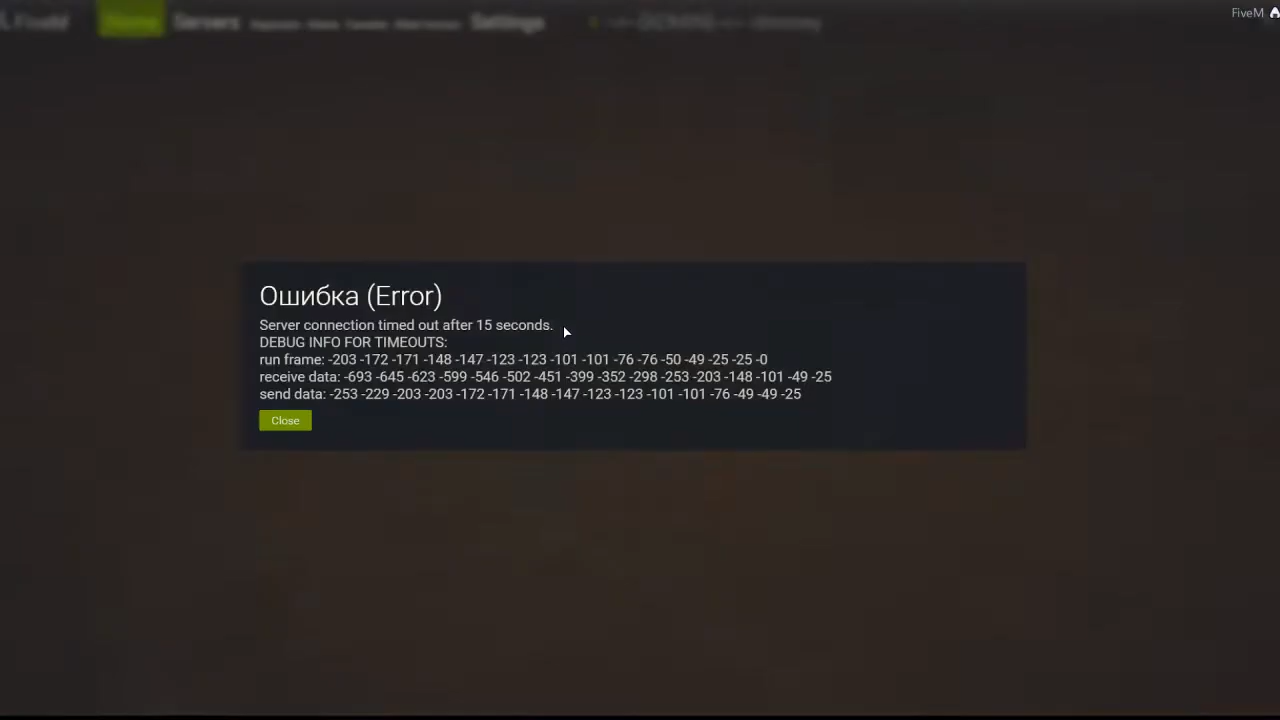 FiveM
Servers
Settings
Ошибка (Error)
Server connection timed out after 15 seconds.
DEBUG INFO FOR TIMEOUTS:
run frame: -203 -172 -171 -148 -147 -123 -123 -101 -101 -76 -76 -50 -49 -25 -25 -0
receive data: -693 -645 -623 -599 -546 -502 -451 -399 -352 -298 -253 -203 -148 -101 -49 -25
send data: -253 -229 -203 -203 -172 -171 -148 -147 -123 -123 -101 -101 -76 -49 -49 -25
Close